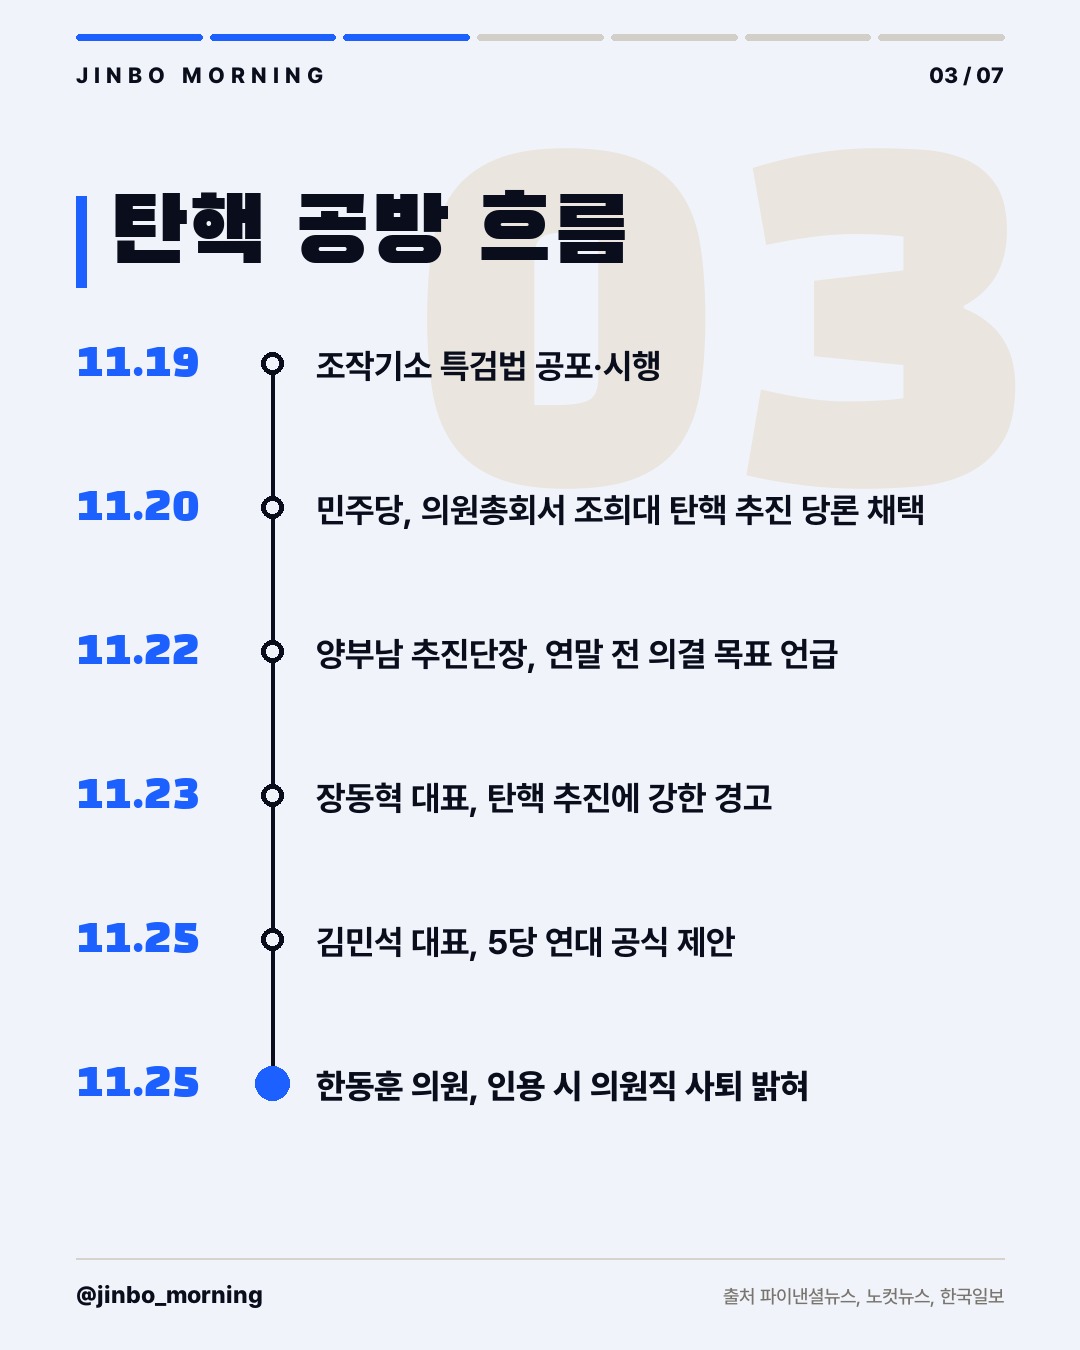 JINBO MORNING
03 / 07
03
탄핵 공방 흐름
11.19 조작기소 특검법 공포·시행
11.20 민주당, 의원총회서 조희대 탄핵 추진 당론 채택
11.22 양부남 추진단장, 연말 전 의결 목표 언급
11.23 장동혁 대표, 탄핵 추진에 강한 경고
11.25 김민석 대표, 5당 연대 공식 제안
11.25 한동훈 의원, 인용 시 의원직 사퇴 밝혀
@jinbo_morning
출처 파이낸셜뉴스, 노컷뉴스, 한국일보